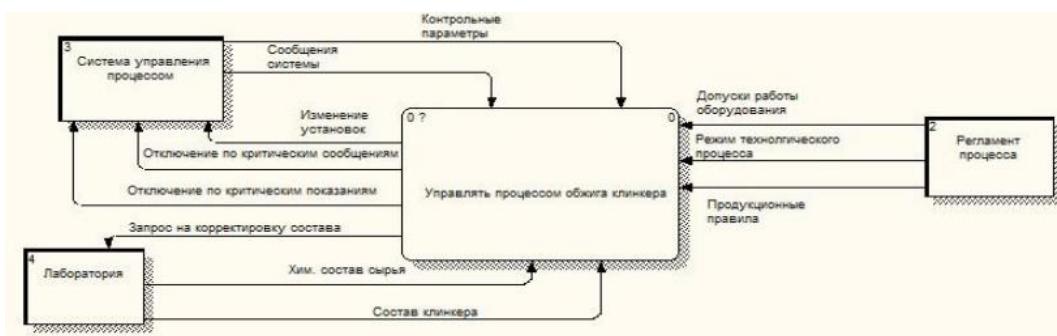 Контрольные
параметры
3
Система управления
процессом
Сообщения
системы
Изменение
установок
Отключение по критическим сообщениям
Отключение по критическим показаниям
0 ?
0
Управлять процессом обжига клинкера
Допуски работы
оборудования
Режим технолгического
процесса
Продукционные
правила
2
Регламент
процесса
Запрос на корректировку состава
4
Лаборатория
Хим. состав сырья
Состав клинкера